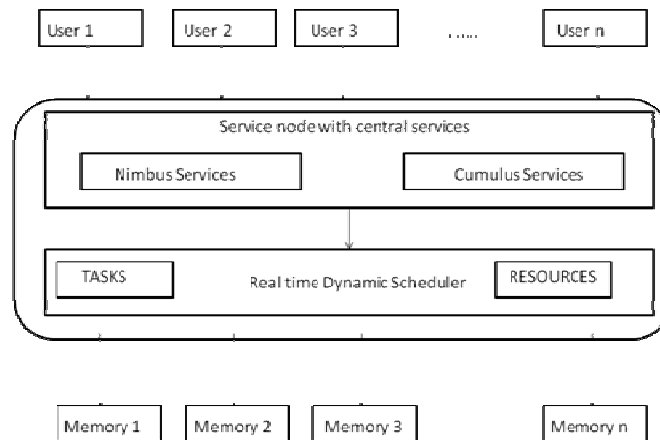 User 1 User 2 User 3 ...... User n
Service node with central services
Nimbus Services Cumulus Services
TASKS Real time Dynamic Scheduler RESOURCES
Memory 1 Memory 2 Memory 3 Memory n